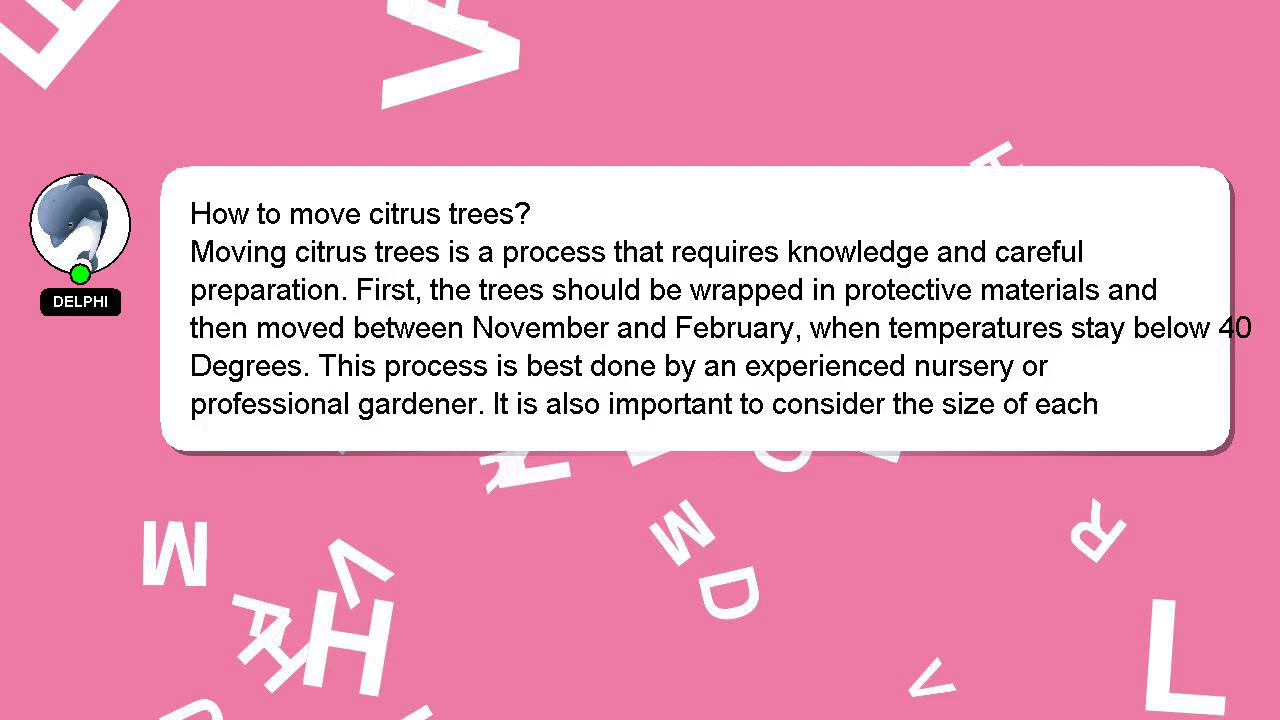 How to move citrus trees?
Moving citrus trees is a process that requires knowledge and careful
preparation. First, the trees should be wrapped in protective materials and
then moved between November and February, when temperatures stay below 40
Degrees. This process is best done by an experienced nursery or
professional gardener. It is also important to consider the size of each
DELPHI
V
M
V
H
M
D
R
L
V